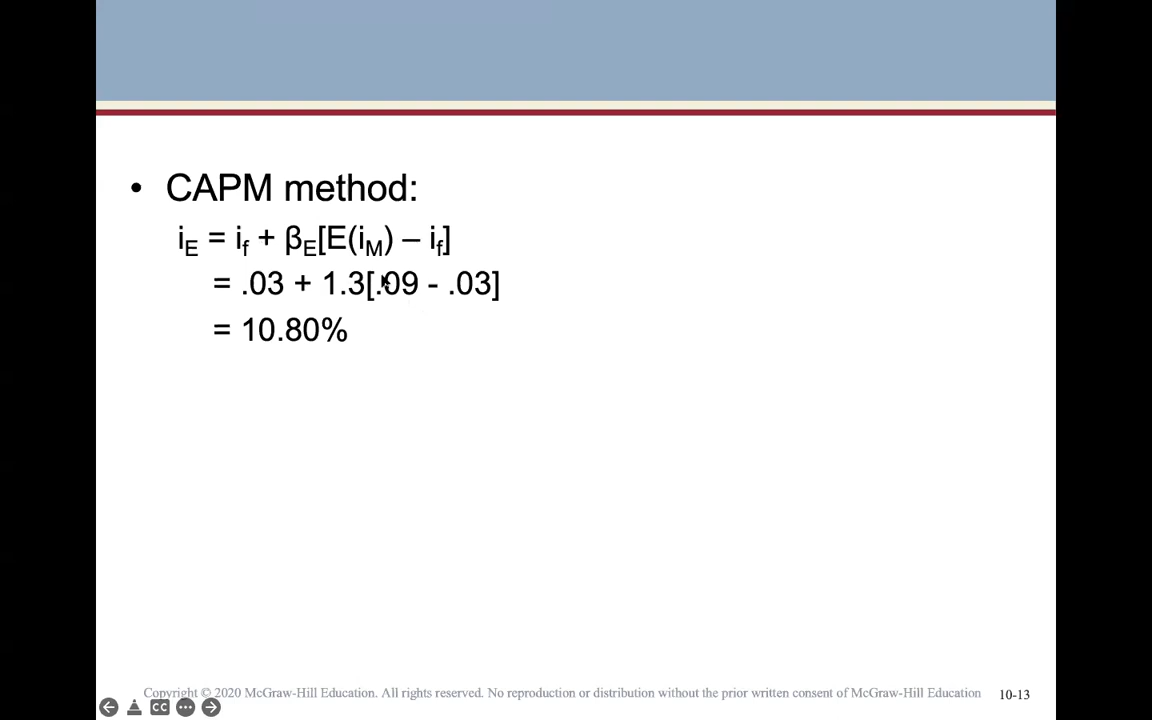 • CAPM method:
iE = if + βE[E(iM) – if]
= .03 + 1.3[.09 - .03]
= 10.80%
Copyright © 2020 McGraw-Hill Education. All rights reserved. No reproduction or distribution without the prior written consent of McGraw-Hill Education 10-13
CC